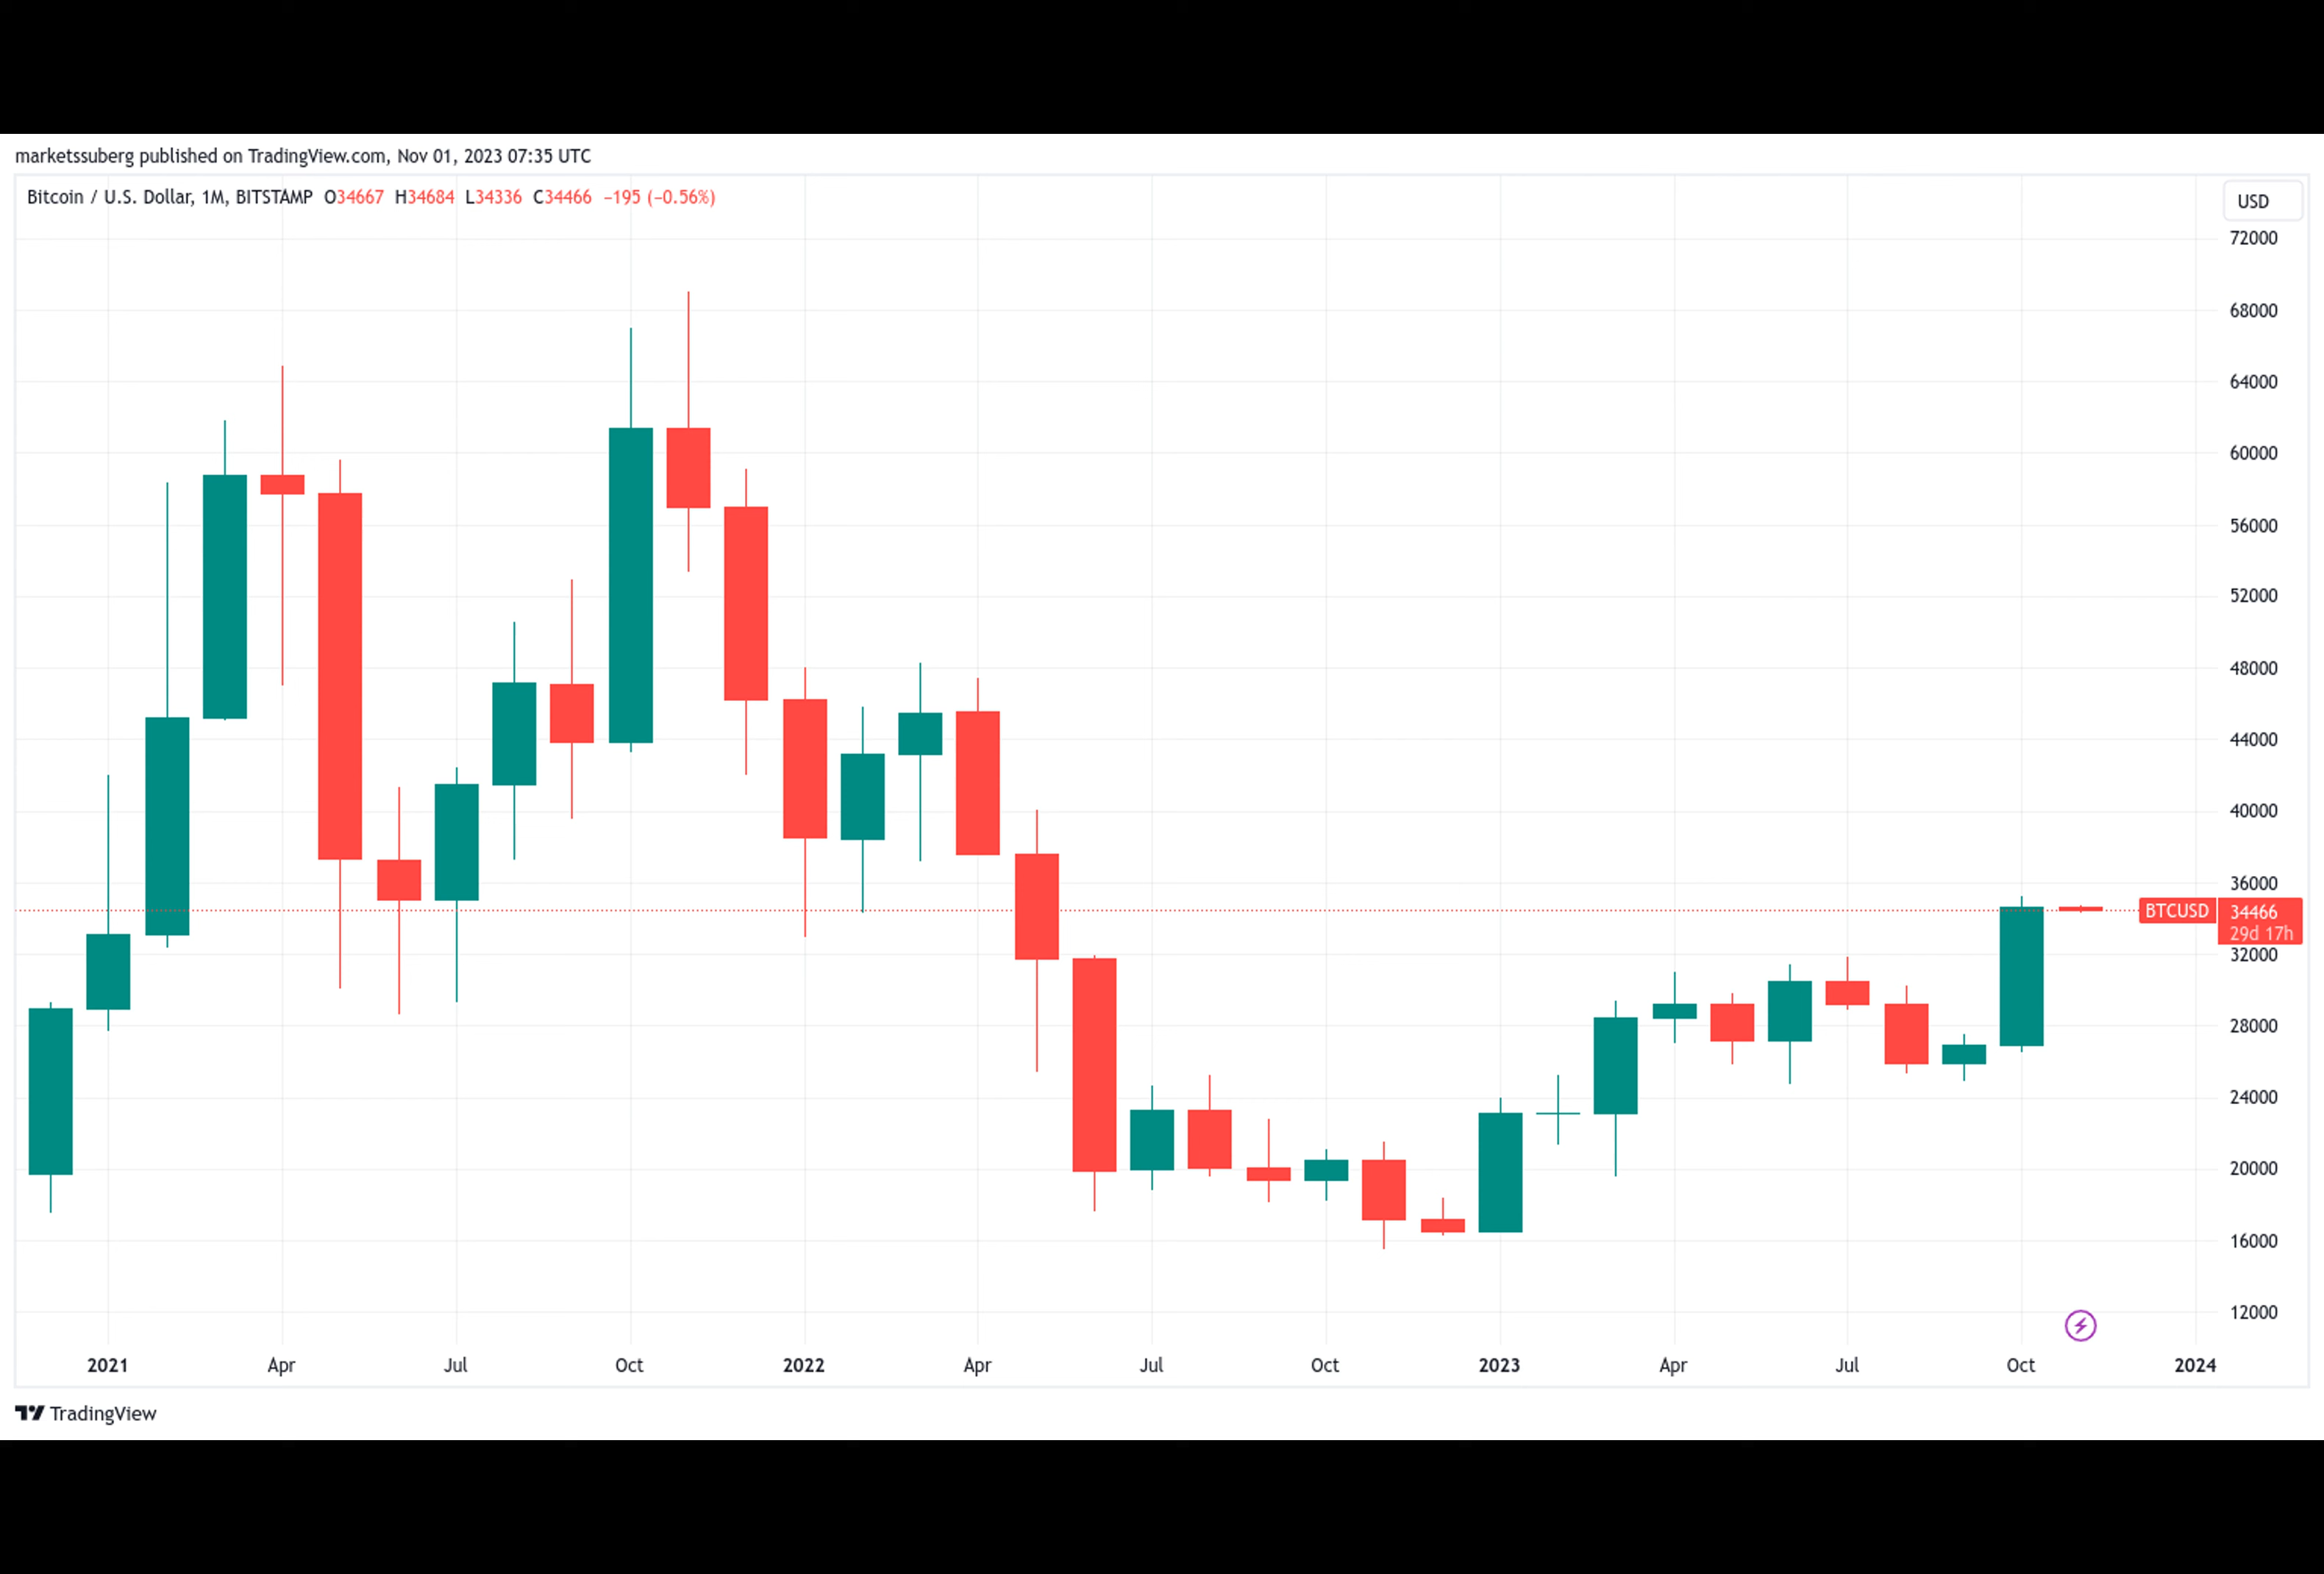 marketssuberg published on TradingView.com, Nov 01, 2023 07:35 UTC
Bitcoin / U.S. Dollar, 1M, BITSTAMP O34667 H34684 L34336 C34466 −195 (−0.56%)
USD
72000
68000
64000
60000
56000
52000
48000
44000
40000
36000
BTCUSD 34466
29d 17h
32000
28000
24000
20000
16000
12000
2021 Apr Jul Oct 2022 Apr Jul Oct 2023 Apr Jul Oct 2024
TradingView